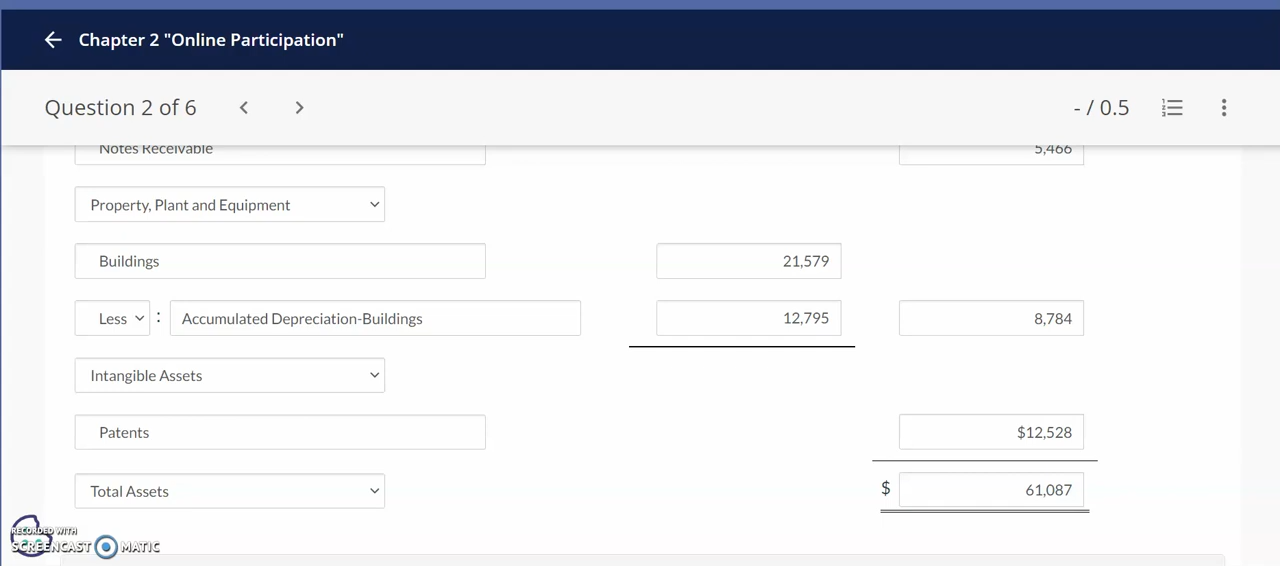 ← Chapter 2 "Online Participation"
Question 2 of 6 < > - / 0.5
Notes Receivable 5,466
Property, Plant and Equipment
Buildings 21,579
Less : Accumulated Depreciation-Buildings 12,795 8,784
Intangible Assets
Patents $12,528
Total Assets $ 61,087
RECORDED WITH
SCREENCAST MATIC